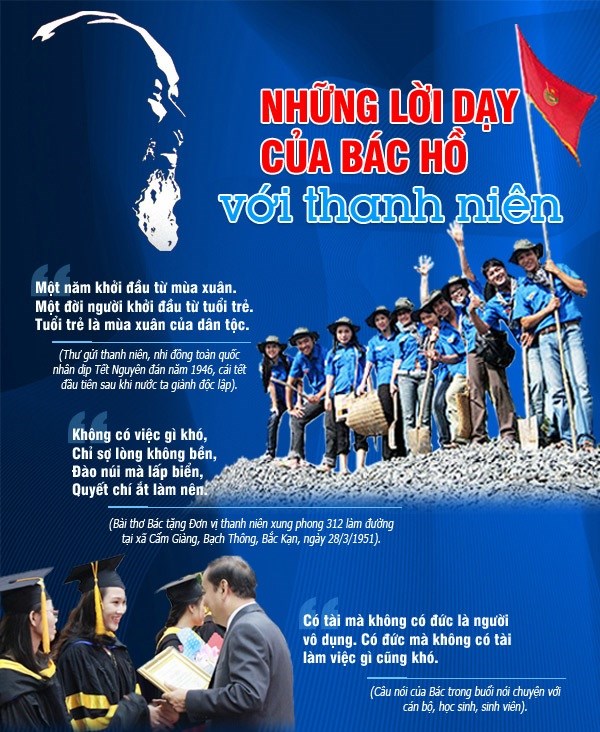 NHỮNG LỜI DẠY
CỦA BÁC HỒ
với thanh niên
Một năm khởi đầu từ mùa xuân.
Một đời người khởi đầu từ tuổi trẻ.
Tuổi trẻ là mùa xuân của dân tộc.
(Thư gửi thanh niên, nhi đồng toàn quốc
nhân dịp Tết Nguyên đán năm 1946, cái tết
đầu tiên sau khi nước ta giành độc lập).
Không có việc gì khó,
Chỉ sợ lòng không bền,
Đào núi mà lấp biển,
Quyết chí ắt làm nên.
(Bài thơ Bác tặng Đơn vị thanh niên xung phong 312 làm đường
tại xã Cẩm Giàng, Bạch Thông, Bắc Kạn, ngày 28/3/1951).
Có tài mà không có đức là người
vô dụng. Có đức mà không có tài
làm việc gì cũng khó.
(Câu nói của Bác trong buổi nói chuyện với
cán bộ, học sinh, sinh viên).